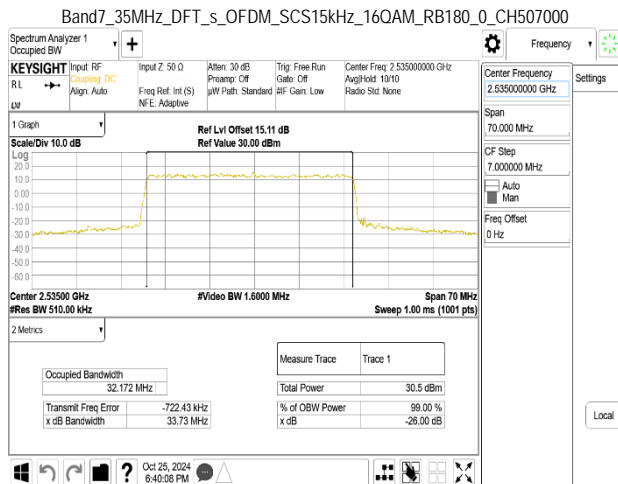 Band7_35MHz_DFT_s_OFDM_SCS15kHz_16QAM_RB180_0_CH507000
Spectrum Analyzer 1
Occupied BW
Frequency
KEYSIGHT
RL
Input: RF
Coupling: DC
Align: Auto
Input Z: 50 Ω
Freq Ref: Int (S)
NFE: Adaptive
Atten: 30 dB
Preamp: Off
µW Path: Standard
Trig: Free Run
Gate: Off
#IF Gain: Low
Center Freq: 2.535000000 GHz
Avg|Hold: 10/10
Radio Std: None
Center Frequency
2.535000000 GHz
Settings
Span
70.000 MHz
CF Step
7.000000 MHz
Auto
Man
Freq Offset
0 Hz
Local
1 Graph
Scale/Div 10.0 dB
Ref Lvl Offset 15.11 dB
Ref Value 30.00 dBm
Log
20.0
10.0
0.00
-10.0
-20.0
-30.0
-40.0
-50.0
-60.0
Center 2.53500 GHz
#Res BW 510.00 kHz
#Video BW 1.6000 MHz
Span 70 MHz
Sweep 1.00 ms (1001 pts)
2 Metrics
Measure Trace Trace 1
Occupied Bandwidth
32.172 MHz
Total Power 30.5 dBm
Transmit Freq Error -722.43 kHz
% of OBW Power 99.00 %
x dB Bandwidth 33.73 MHz
x dB -26.00 dB
Oct 25, 2024
6:40:08 PM